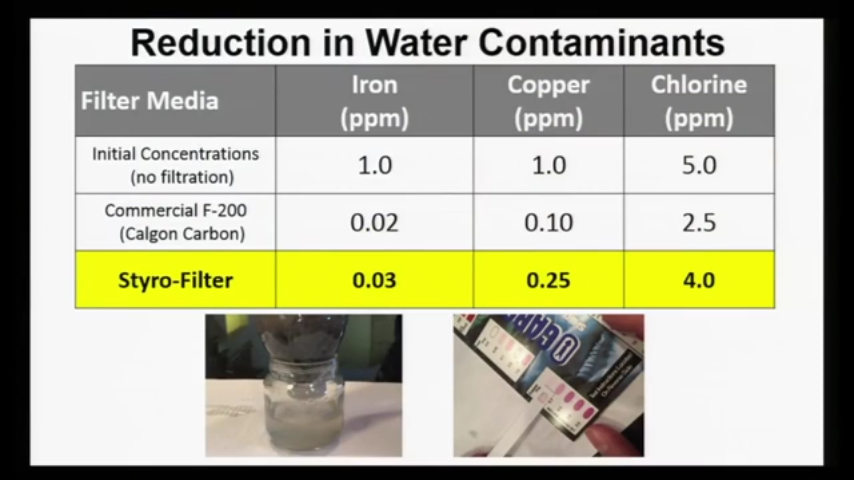 Reduction in Water Contaminants
Filter Media
Iron
(ppm)
Copper
(ppm)
Chlorine
(ppm)
Initial Concentrations
(no filtration)
1.0
1.0
5.0
Commercial F-200
(Calgon Carbon)
0.02
0.10
2.5
Styro-Filter
0.03
0.25
4.0